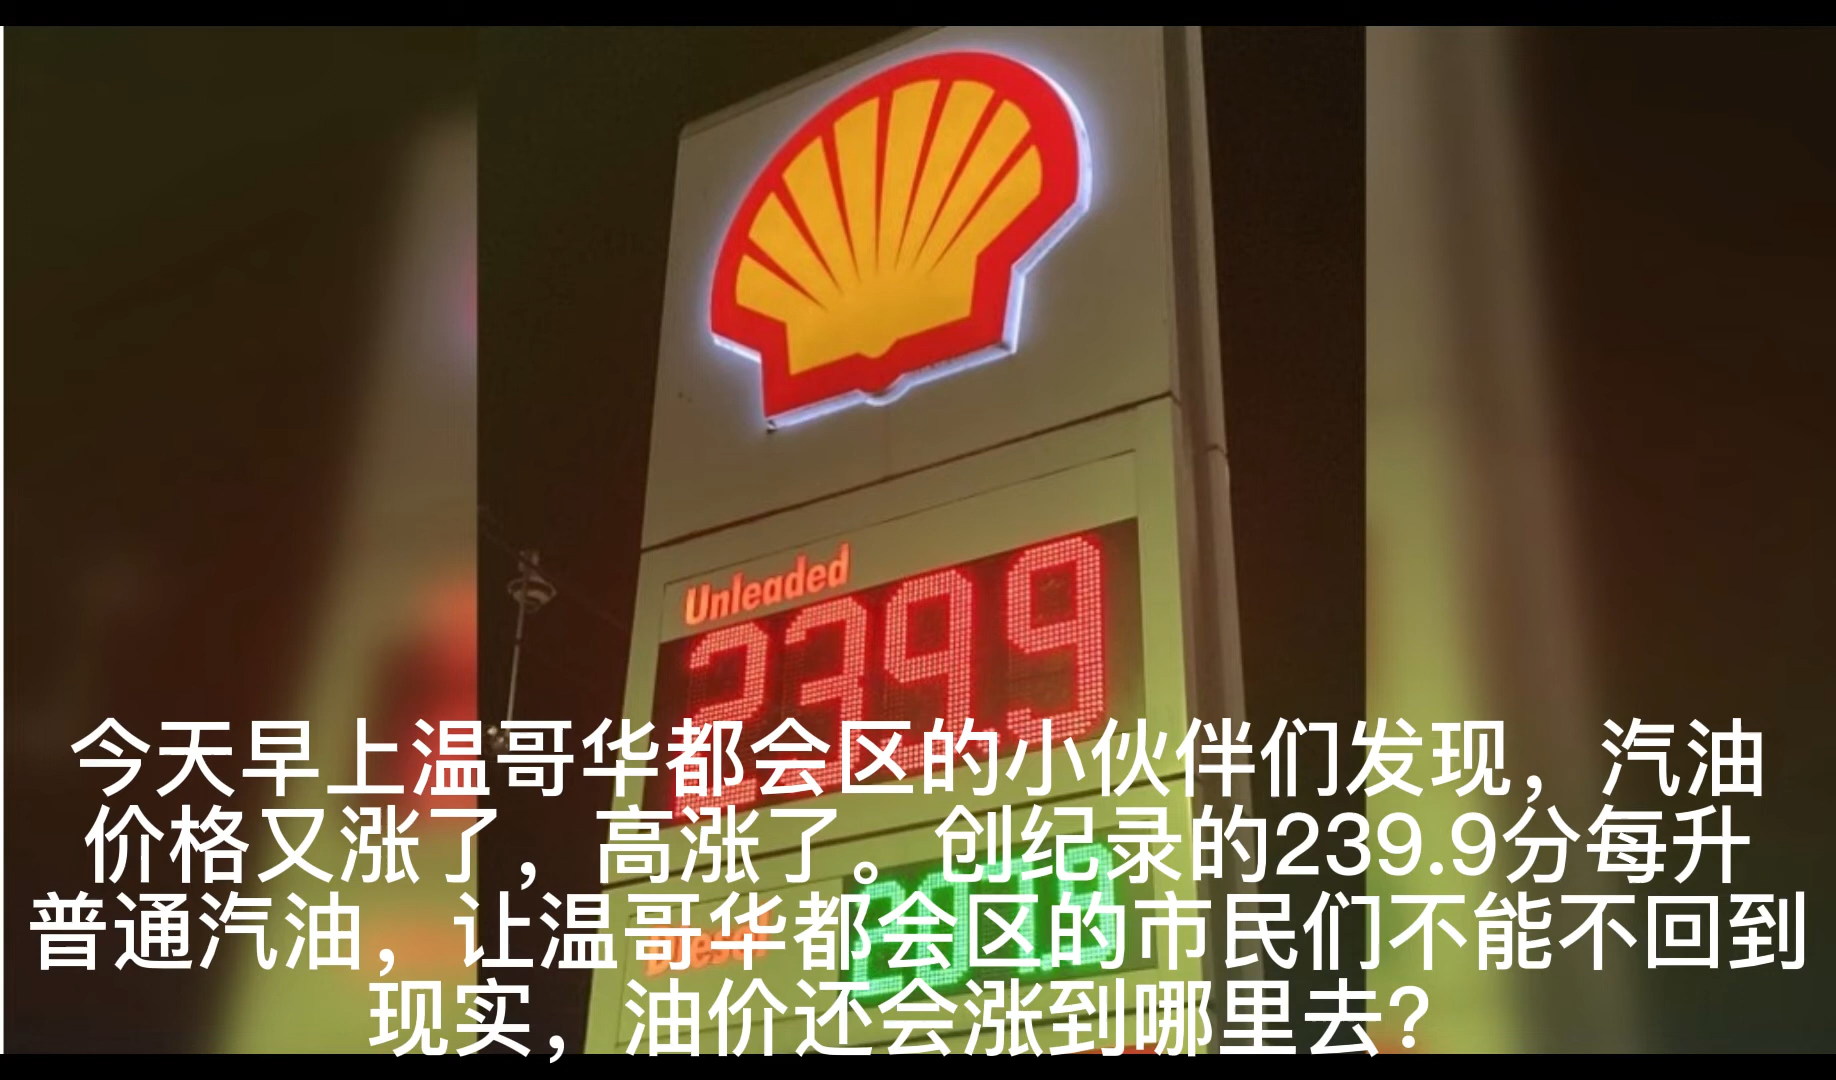 Unleaded
239.9
Diesel
今天早上温哥华都会区的小伙伴们发现，汽油
价格又涨了，高涨了。创纪录的239.9分每升
普通汽油，让温哥华都会区的市民们不能不回到
现实，油价还会涨到哪里去？